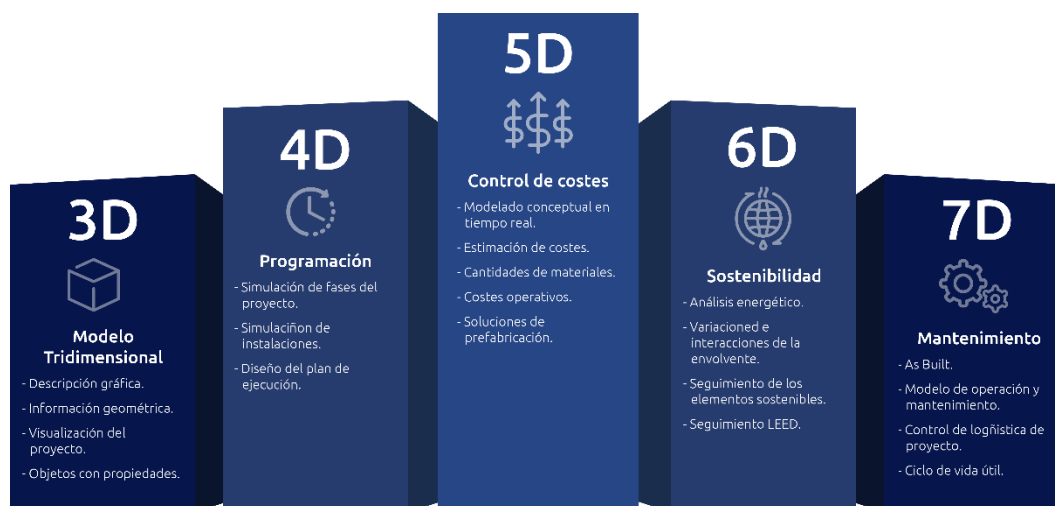 3D
Modelo
Tridimensional
- Descripción gráfica.
- Información geométrica.
- Visualización del
proyecto.
- Objetos con propiedades.
4D
Programación
- Simulación de fases del
proyecto.
- Simulaciñon de
instalaciones.
- Diseño del plan de
ejecución.
5D
Control de costes
- Modelado conceptual en
tiempo real.
- Estimación de costes.
- Cantidades de materiales.
- Costes operativos.
- Soluciones de
prefabricación.
6D
Sostenibilidad
- Análisis energético.
- Variacioned e
interacciones de la
envolvente.
- Seguimiento de los
elementos sostenibles.
- Seguimiento LEED.
7D
Mantenimiento
- As Built.
- Modelo de operación y
mantenimiento.
- Control de logñistica de
proyecto.
- Ciclo de vida útil.